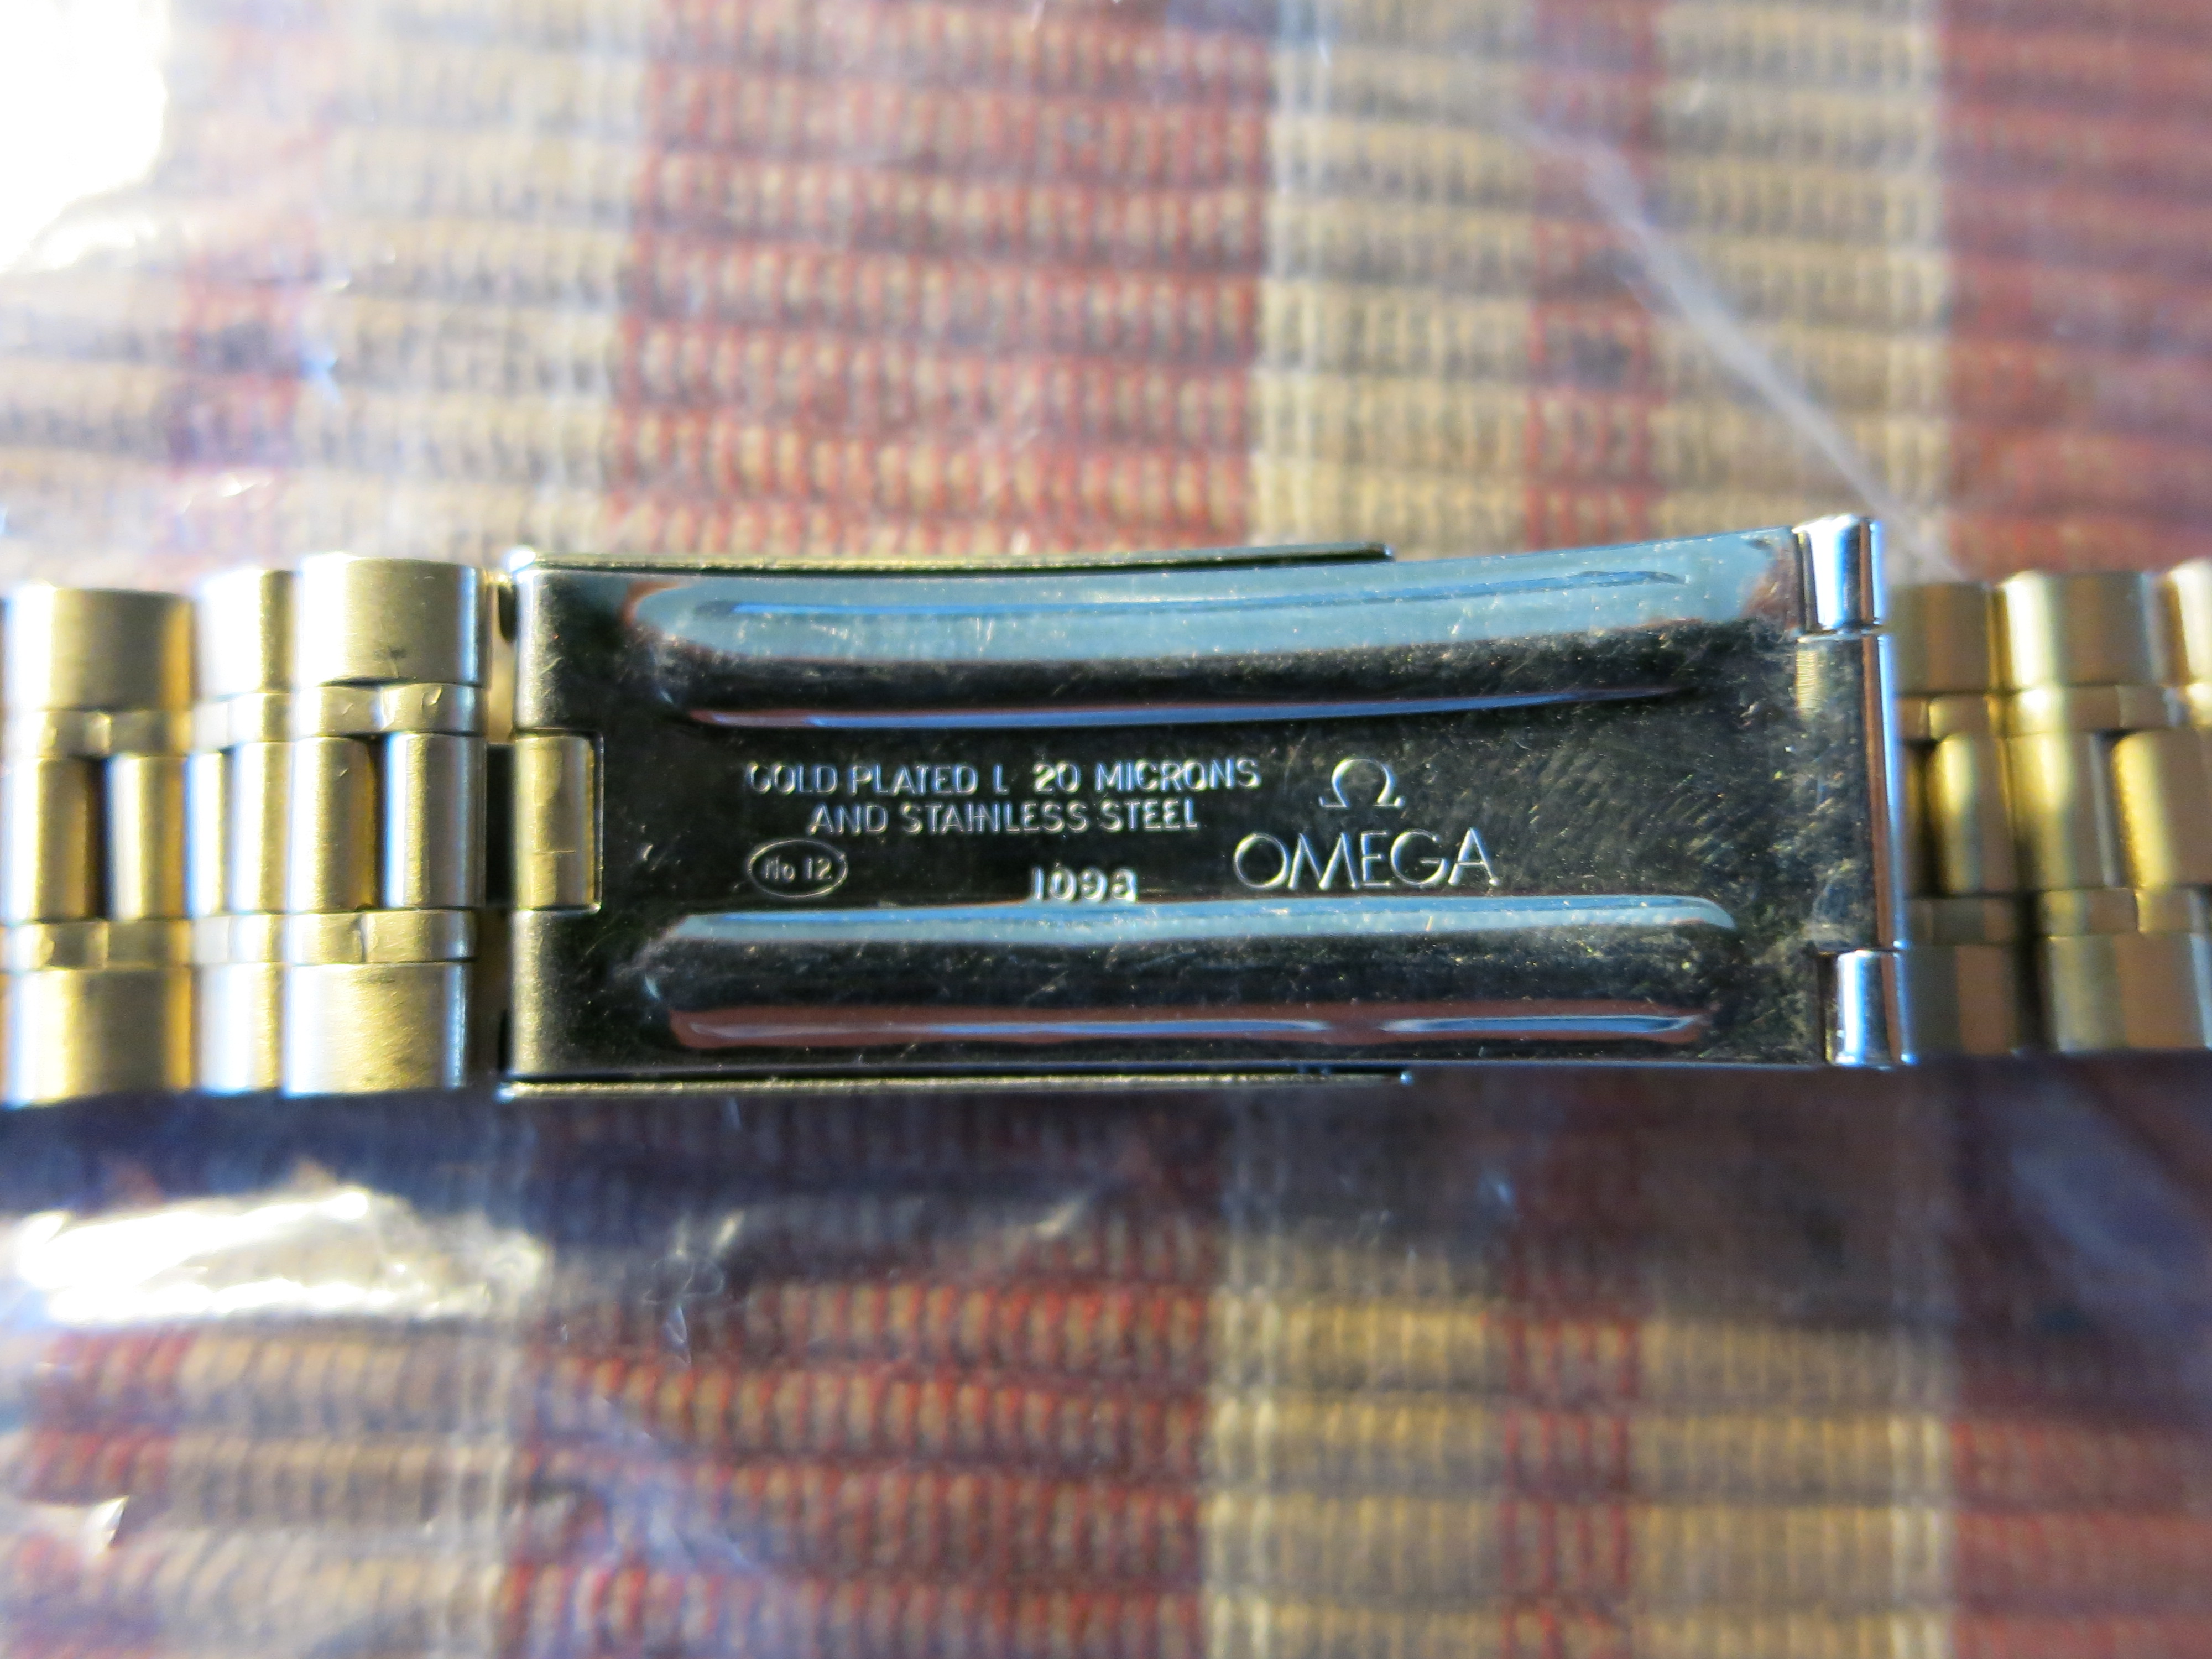 GOLD PLATED L 20 MICRONS
AND STAINLESS STEEL
No 12
1098
Ω
OMEGA